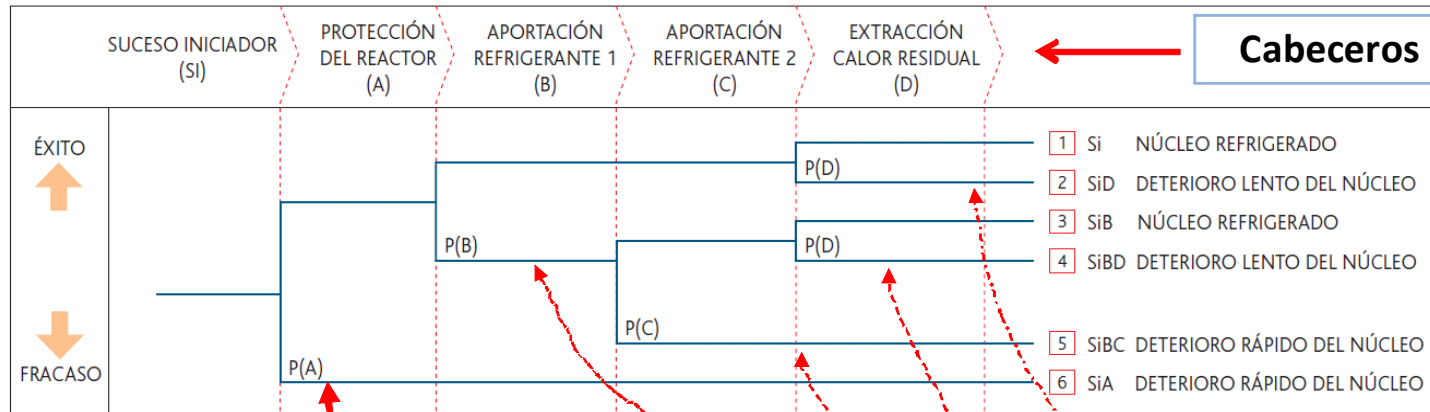 SUCESO INICIADOR
(SI)
PROTECCIÓN
DEL REACTOR
(A)
APORTACIÓN
REFRIGERANTE 1
(B)
APORTACIÓN
REFRIGERANTE 2
(C)
EXTRACCIÓN
CALOR RESIDUAL
(D)
Cabeceros
ÉXITO
FRACASO
P(A)
P(B)
P(C)
P(D)
P(D)
1 Si NÚCLEO REFRIGERADO
2 SiD DETERIORO LENTO DEL NÚCLEO
3 SiB NÚCLEO REFRIGERADO
4 SiBD DETERIORO LENTO DEL NÚCLEO
5 SiBC DETERIORO RÁPIDO DEL NÚCLEO
6 SiA DETERIORO RÁPIDO DEL NÚCLEO